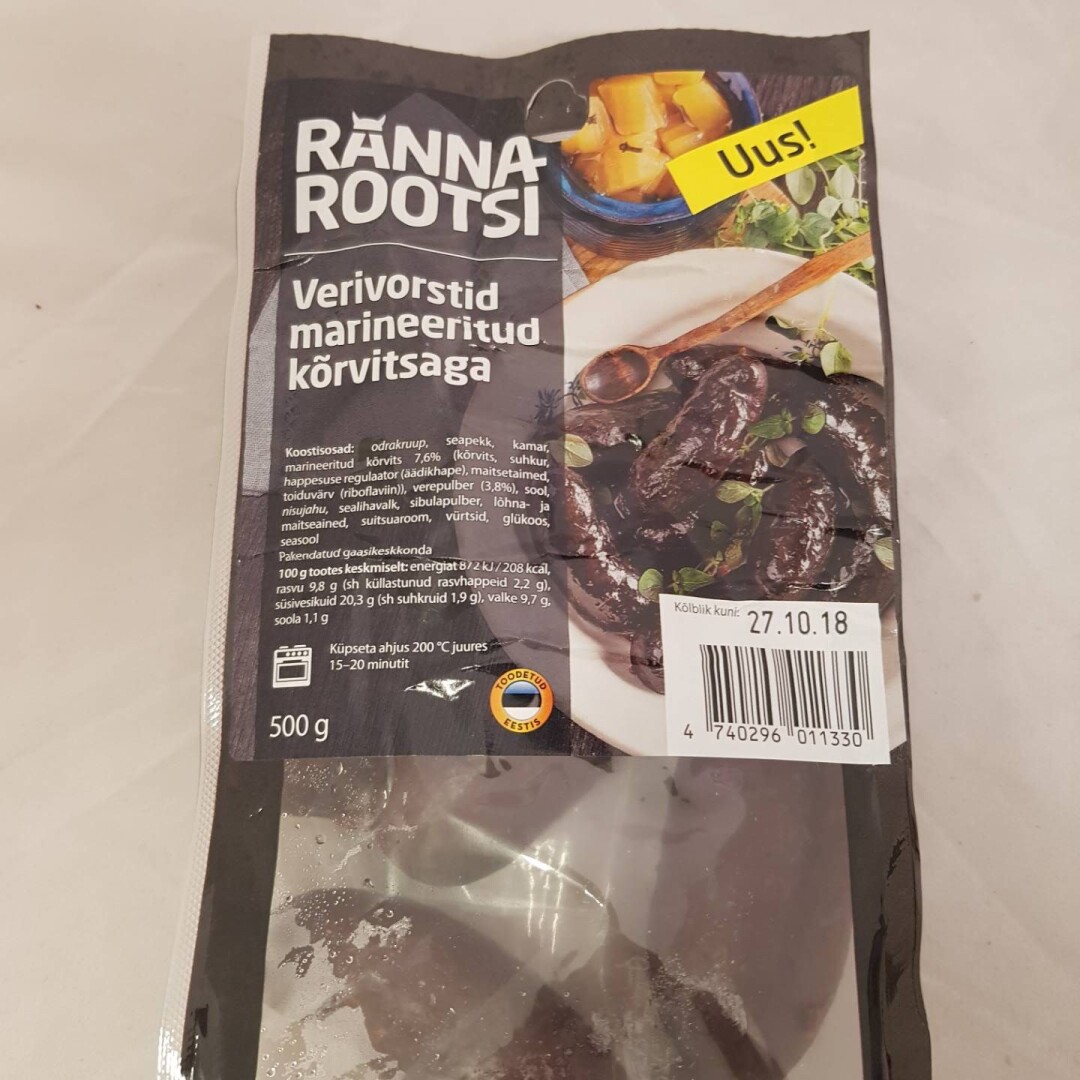 RÄNNA
ROOTSI
Uus!
Verivorstid
marineeritud
kõrvitsaga
Koostisosad: odrakruup, seapekk, kamar,
marineeritud kõrvits 7,6% (kõrvits, suhkur,
happesuse regulaator (äädikhape), maitsetaimed,
toiduvärv (riboflaviin)), verepulber (3,8%), sool,
nisujahu, sealihavalk, sibulapulber, lõhna- ja
maitseained, suitsuaroom, vürtsid, glükoos,
seasool
Pakendatud gaasikeskkonda
100 g tootes keskmiselt: energiat 872 kJ / 208 kcal,
rasvu 9,8 g (sh küllastunud rasvhappeid 2,2 g),
süsivesikuid 20,3 g (sh suhkruid 1,9 g), valke 9,7 g,
soola 1,1 g
Küpseta ahjus 200 °C juures
15–20 minutit
500 g
TOODETUD
EESTIS
Kõlblik kuni: 27.10.18
4 740296 011330